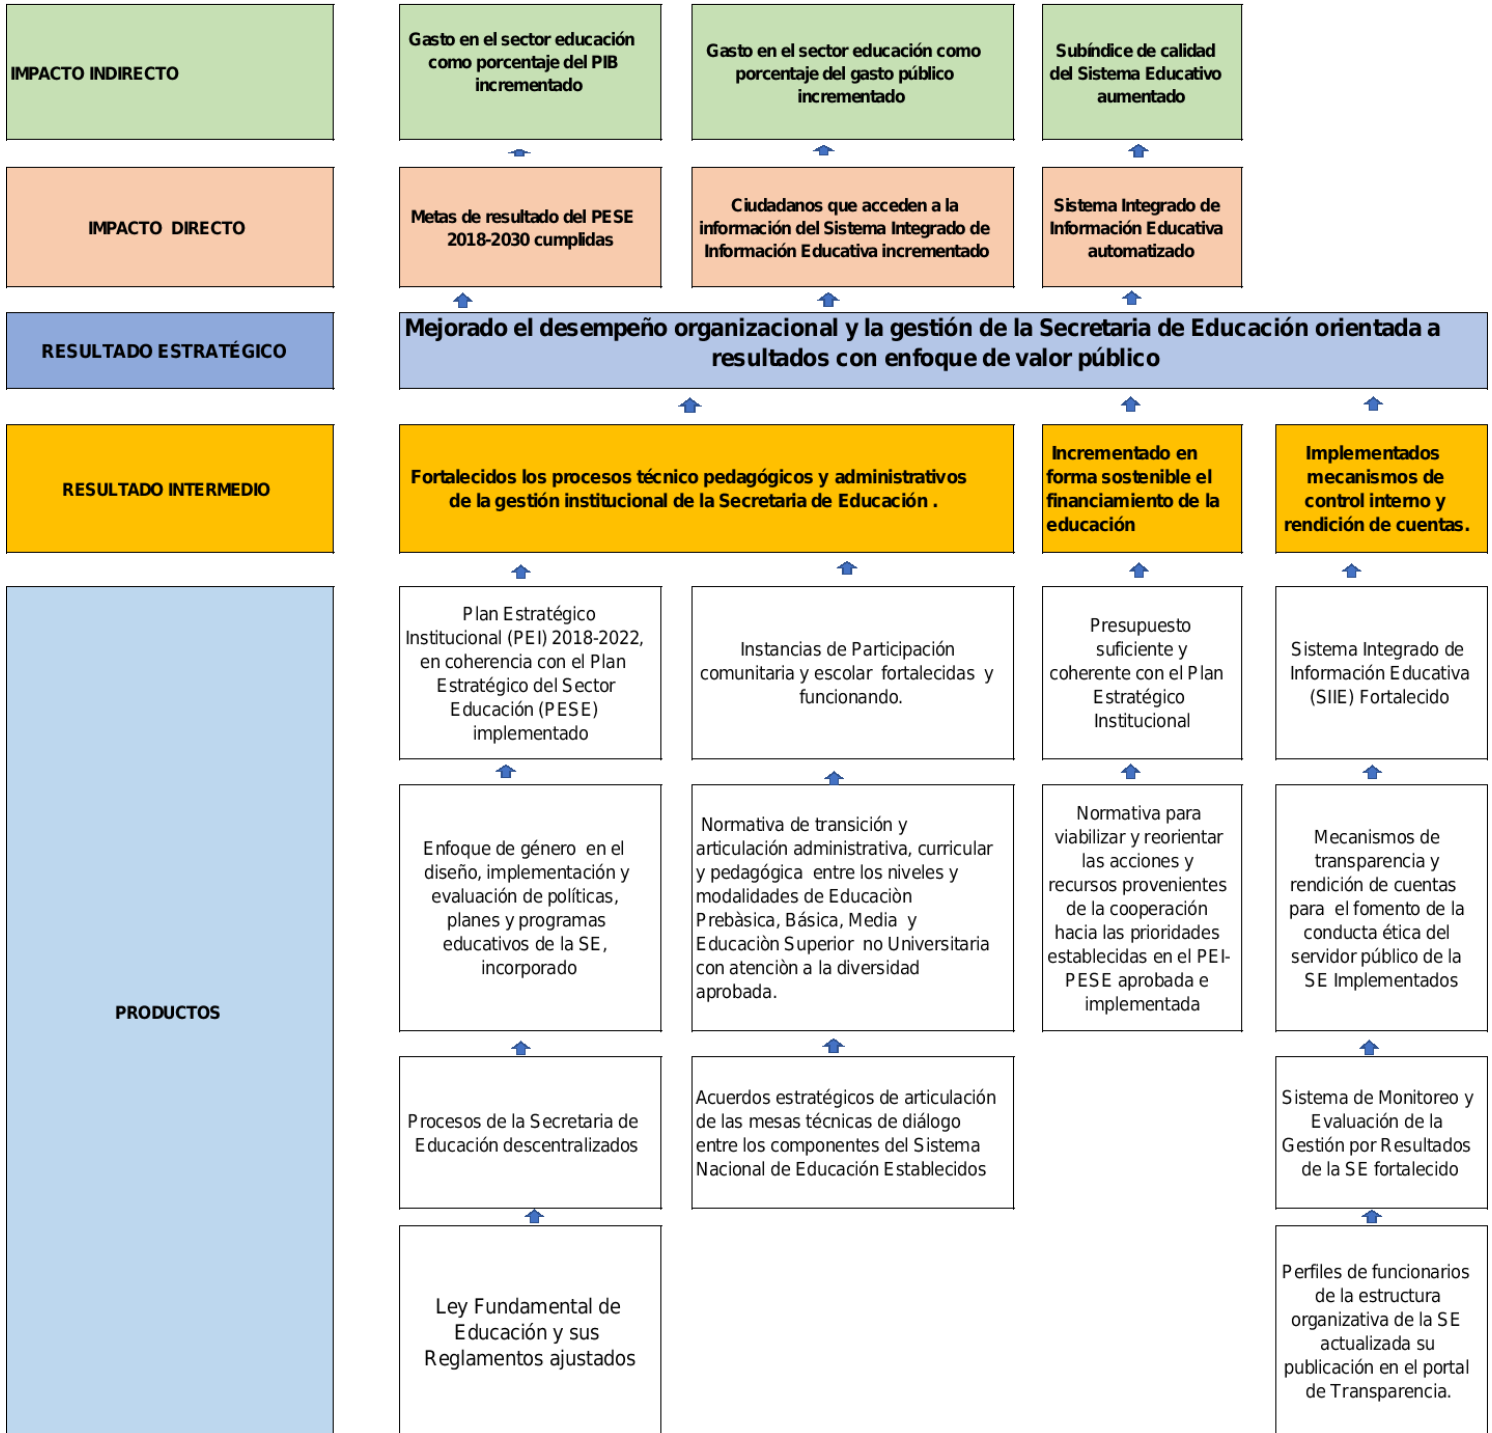 IMPACTO INDIRECTO
Gasto en el sector educación
como porcentaje del PIB
incrementado
Gasto en el sector educación como
porcentaje del gasto público
incrementado
Subíndice de calidad
del Sistema Educativo
aumentado
IMPACTO DIRECTO
Metas de resultado del PESE
2018-2030 cumplidas
Ciudadanos que acceden a la
información del Sistema Integrado de
Información Educativa incrementado
Sistema Integrado de
Información Educativa
automatizado
RESULTADO ESTRATÉGICO
Mejorado el desempeño organizacional y la gestión de la Secretaria de Educación orientada a
resultados con enfoque de valor público
RESULTADO INTERMEDIO
Fortalecidos los procesos técnico pedagógicos y administrativos
de la gestión institucional de la Secretaria de Educación .
Incrementado en
forma sostenible el
financiamiento de la
educación
Implementados
mecanismos de
control interno y
rendición de cuentas.
PRODUCTOS
Plan Estratégico
Institucional (PEI) 2018-2022,
en coherencia con el Plan
Estratégico del Sector
Educación (PESE)
implementado
Instancias de Participación
comunitaria y escolar fortalecidas y
funcionando.
Presupuesto
suficiente y
coherente con el Plan
Estratégico
Institucional
Sistema Integrado de
Información Educativa
(SIIE) Fortalecido
Enfoque de género en el
diseño, implementación y
evaluación de políticas,
planes y programas
educativos de la SE,
incorporado
Normativa de transición y
articulación administrativa, curricular
y pedagógica entre los niveles y
modalidades de Educaciòn
Prebàsica, Básica, Media y
Educaciòn Superior no Universitaria
con atenciòn a la diversidad
aprobada.
Normativa para
viabilizar y reorientar
las acciones y
recursos provenientes
de la cooperación
hacia las prioridades
establecidas en el PEI-
PESE aprobada e
implementada
Mecanismos de
transparencia y
rendición de cuentas
para el fomento de la
conducta ética del
servidor público de la
SE Implementados
Procesos de la Secretaria de
Educación descentralizados
Acuerdos estratégicos de articulación
de las mesas técnicas de diálogo
entre los componentes del Sistema
Nacional de Educación Establecidos
Sistema de Monitoreo y
Evaluación de la
Gestión por Resultados
de la SE fortalecido
Ley Fundamental de
Educación y sus
Reglamentos ajustados
Perfiles de funcionarios
de la estructura
organizativa de la SE
actualizada su
publicación en el portal
de Transparencia.